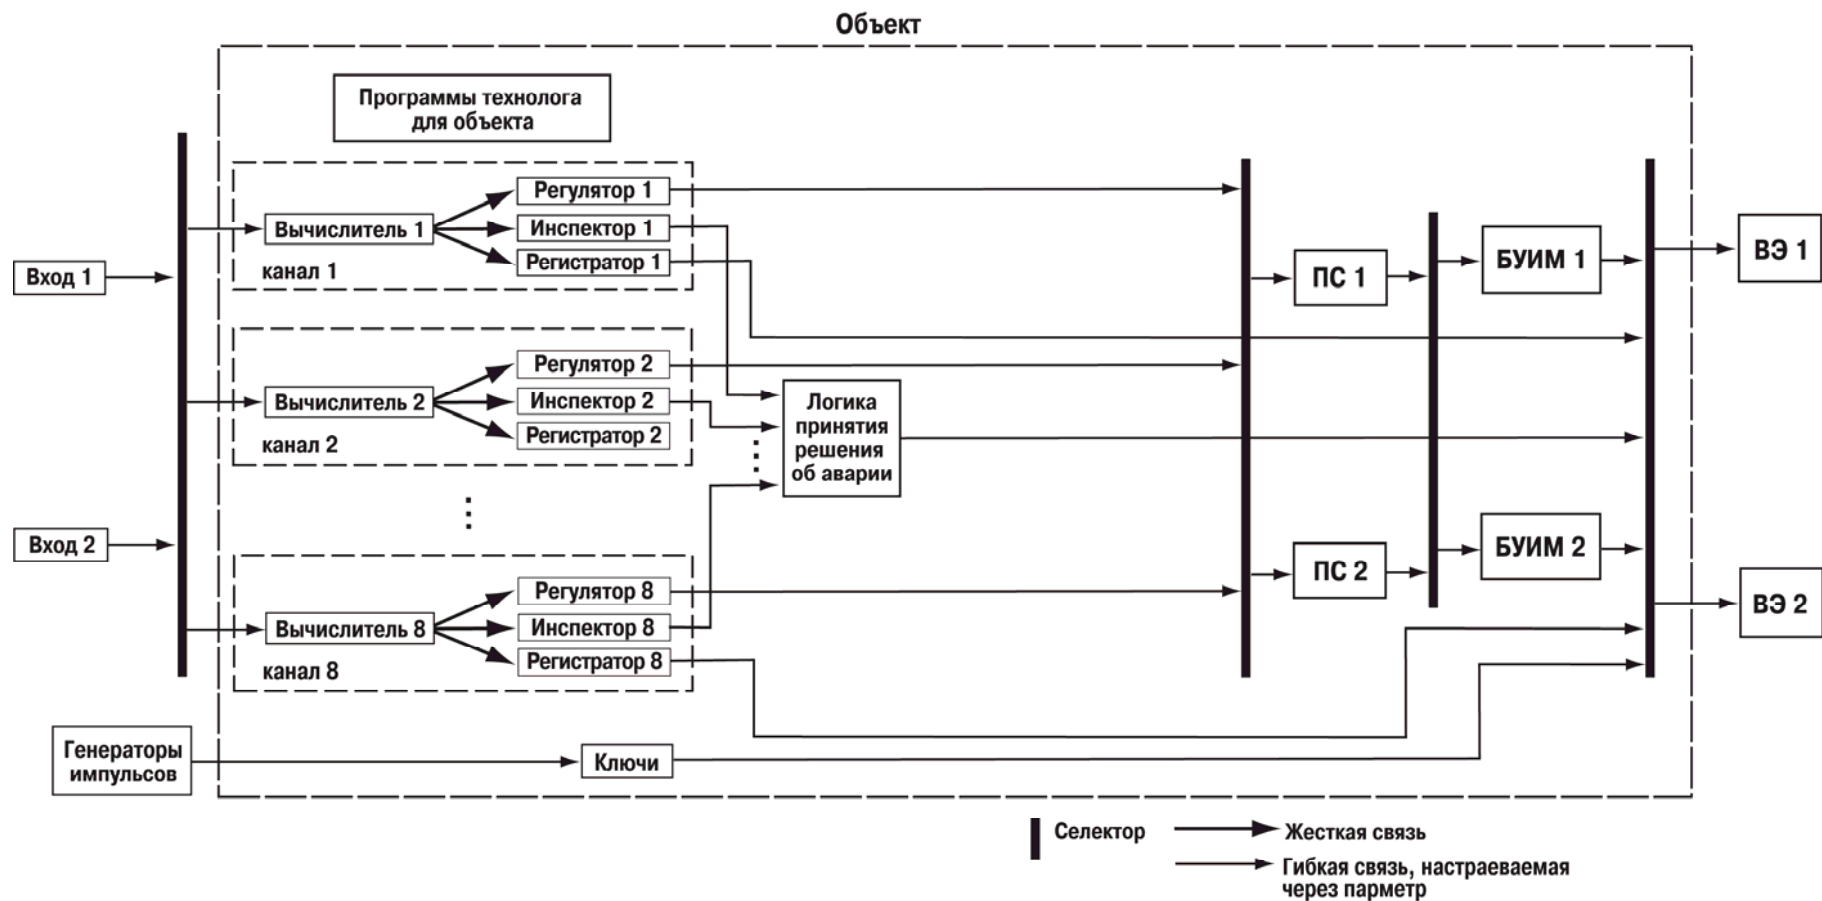 Объект
Программы технолога
для объекта
Регулятор 1
Вычислитель 1
Инспектор 1
Регистратор 1
канал 1
Вход 1
Регулятор 2
Вычислитель 2
Инспектор 2
Регистратор 2
канал 2
Логика
принятия
решения
об аварии
ПС 1
БУИМ 1
ВЭ 1
Вход 2
Регулятор 8
Вычислитель 8
Инспектор 8
Регистратор 8
канал 8
ПС 2
БУИМ 2
ВЭ 2
Генераторы
импульсов
Ключи
Селектор
Жесткая связь
Гибкая связь, настраеваемая
через парметр